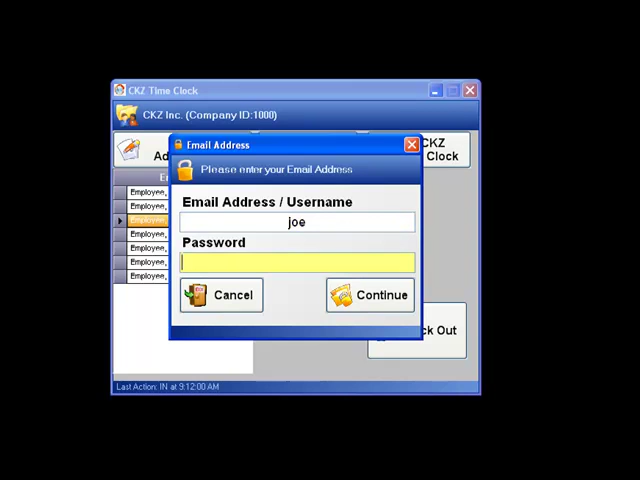 CKZ Time Clock
CKZ Inc. (Company ID:1000)
Email Address
CKZ
Clock
Please enter your Email Address
Email Address / Username
Employee,
joe
Employee,
Employee,
Employee,
Password
Employee,
Employee,
Employee,
Cancel
Continue
Out
Last Action: IN at 9:12:00 AM